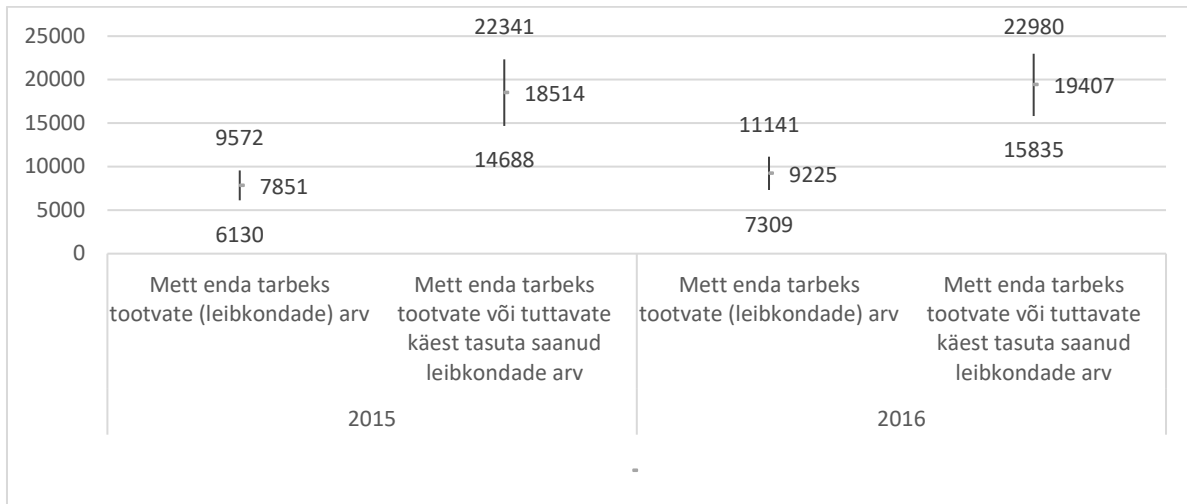 22341
22980
25000
20000
18514
19407
15000
9572
11141
14688
15835
10000
7851
9225
5000
6130
7309
0
Mett enda tarbeks
tootvate (leibkondade) arv
Mett enda tarbeks
tootvate või tuttavate
käest tasuta saanud
leibkondade arv
Mett enda tarbeks
tootvate (leibkondade) arv
Mett enda tarbeks
tootvate või tuttavate
käest tasuta saanud
leibkondade arv
2015
2016